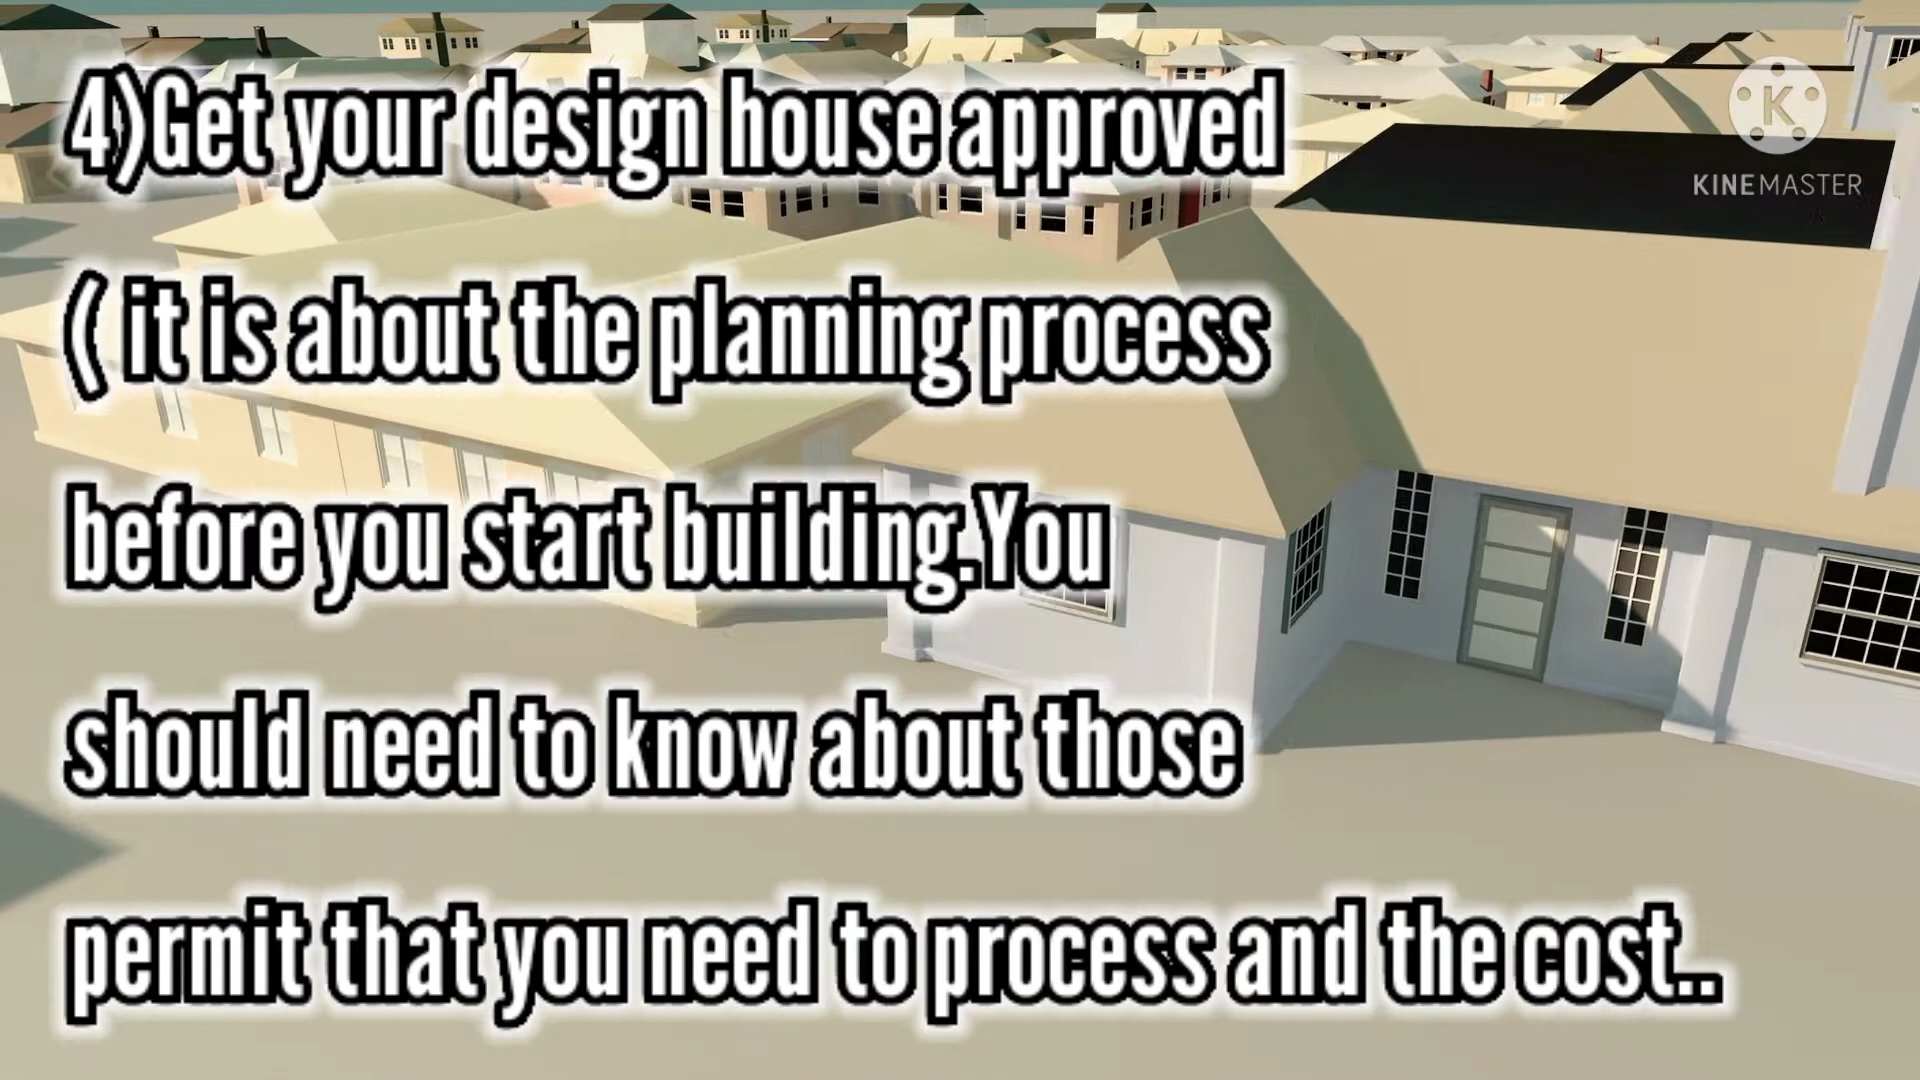 4)Get your design house approved
( it is about the planning process
before you start building.You
should need to know about those
permit that you need to process and the cost..
K
KINEMASTER